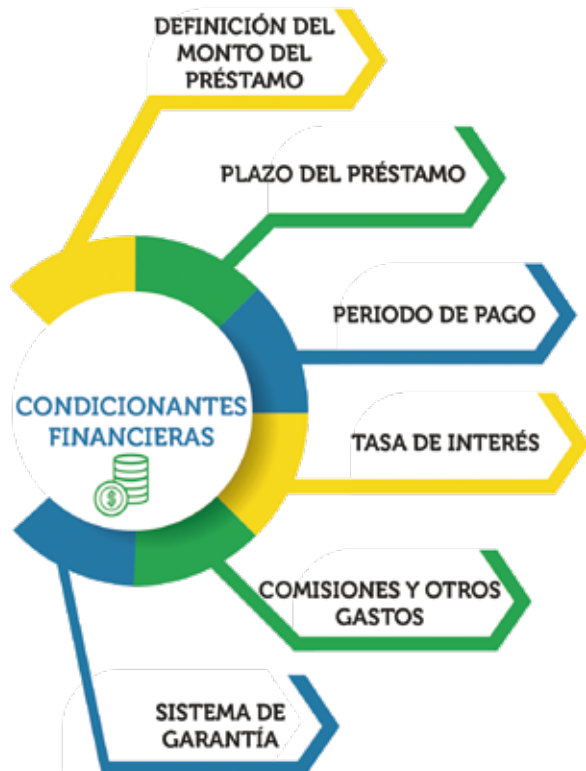 DEFINICIÓN DEL
MONTO DEL
PRÉSTAMO
PLAZO DEL PRÉSTAMO
PERIODO DE PAGO
CONDICIONANTES
FINANCIERAS
$
TASA DE INTERÉS
COMISIONES Y OTROS
GASTOS
SISTEMA DE
GARANTÍA